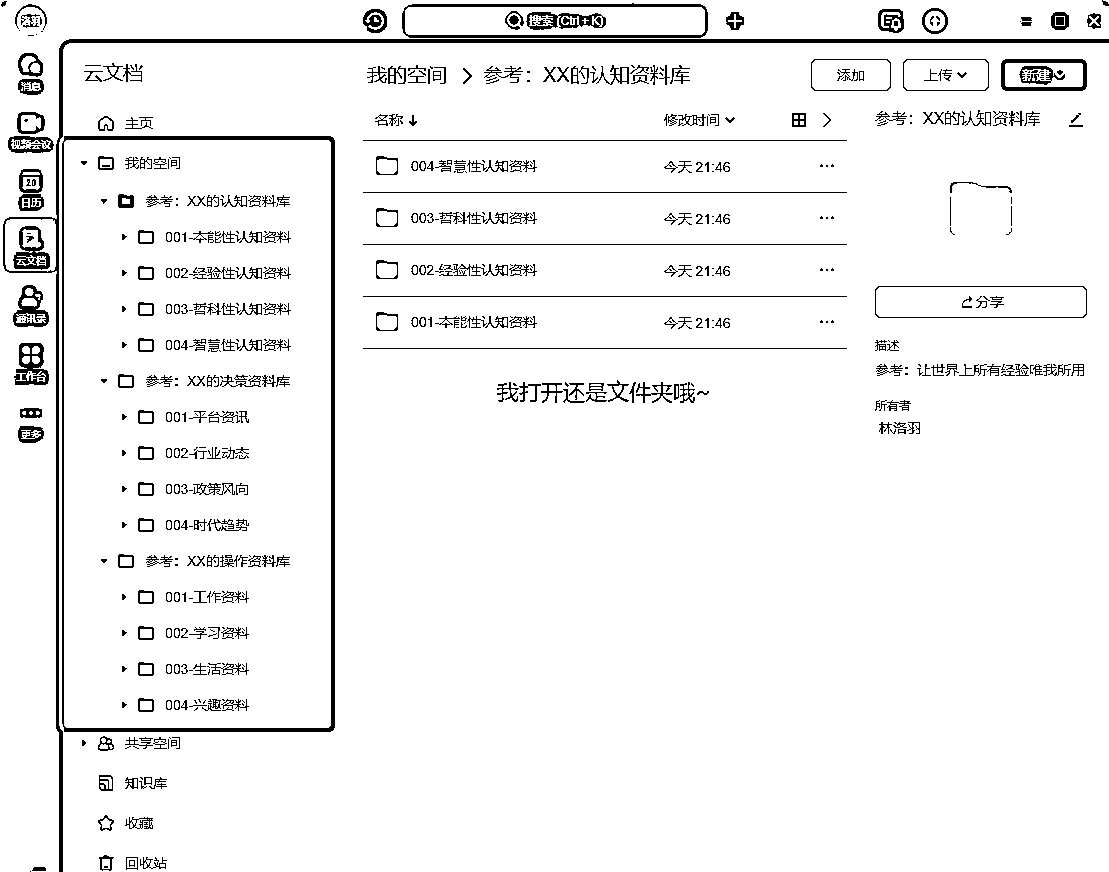 搜索 (Ctrl + K)
消息
视频会议
20
日历
云文档
通讯录
工作台
更多
云文档
主页
我的空间
参考：XX的认知资料库
001-本能性认知资料
002-经验性认知资料
003-哲科性认知资料
004-智慧性认知资料
参考：XX的决策资料库
001-平台资讯
002-行业动态
003-政策风向
004-时代趋势
参考：XX的操作资料库
001-工作资料
002-学习资料
003-生活资料
004-兴趣资料
共享空间
知识库
收藏
回收站
我的空间 > 参考：XX的认知资料库
添加
上传
新建
名称
修改时间
004-智慧性认知资料 今天 21:46
003-哲科性认知资料 今天 21:46
002-经验性认知资料 今天 21:46
001-本能性认知资料 今天 21:46
我打开还是文件夹哦~
参考：XX的认知资料库
分享
描述
参考：让世界上所有经验唯我所用
所有者
林洛羽